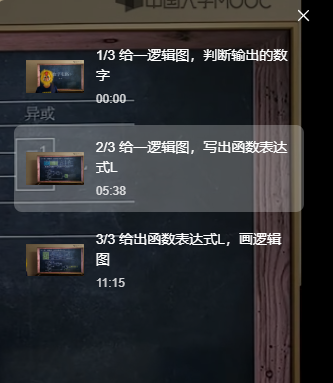 中国大学MOOC
1/3 给一逻辑图，判断输出的数
字
00:00
异或
=1
2/3 给一逻辑图，写出函数表达
式L
05:38
3/3 给出函数表达式L，画逻辑
图
11:15